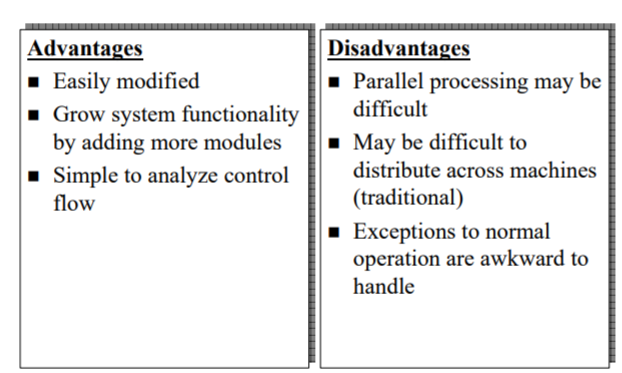 Advantages
■ Easily modified
■ Grow system functionality
by adding more modules
■ Simple to analyze control
flow
Disadvantages
■ Parallel processing may be
difficult
■ May be difficult to
distribute across machines
(traditional)
■ Exceptions to normal
operation are awkward to
handle